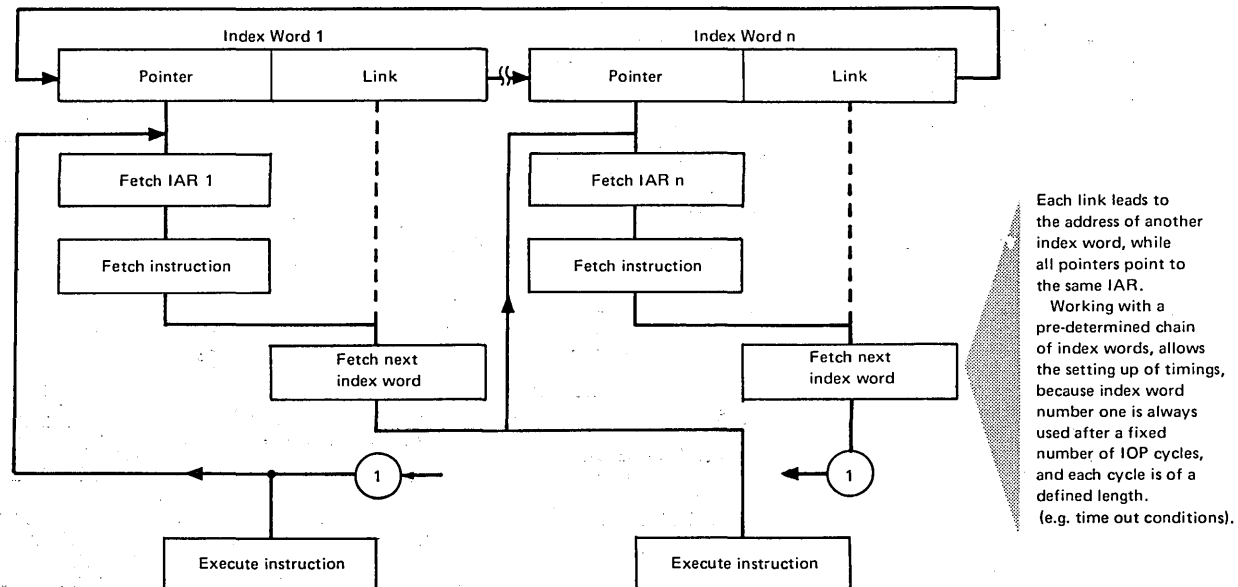 Index Word 1
Index Word n
Pointer
Link
Pointer
Link
Fetch IAR 1
Fetch IAR n
Fetch instruction
Fetch instruction
Fetch next
index word
Fetch next
index word
1
1
Execute instruction
Execute instruction
Each link leads to
the address of another
index word, while
all pointers point to
the same IAR.
Working with a
pre-determined chain
of index words, allows
the setting up of timings,
because index word
number one is always
used after a fixed
number of IOP cycles,
and each cycle is of a
defined length.
(e.g. time out conditions).